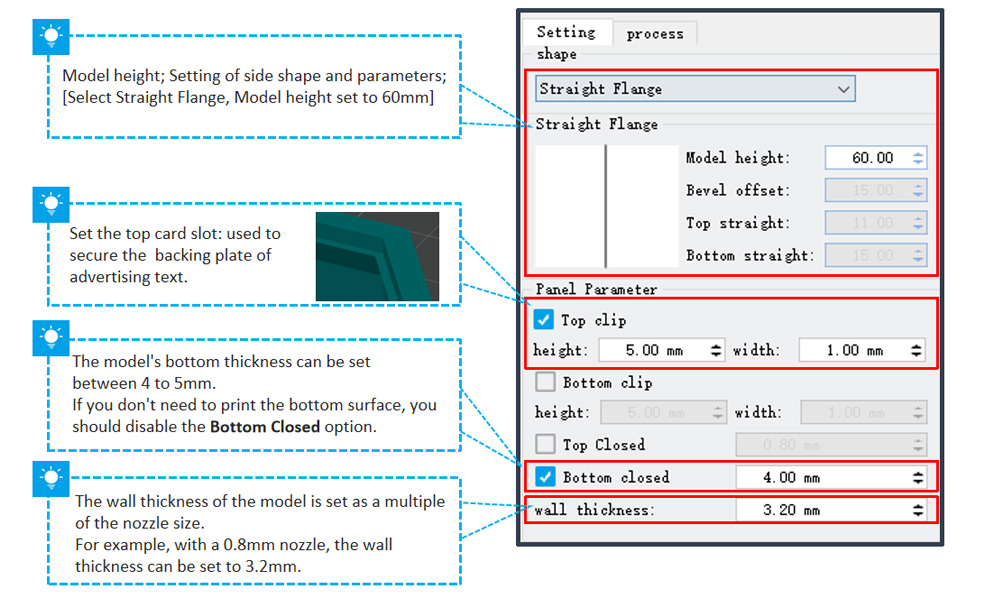 Model height; Setting of side shape and parameters;
[Select Straight Flange, Model height set to 60mm]
Set the top card slot: used to
secure the backing plate of
advertising text.
The model's bottom thickness can be set
between 4 to 5mm.
If you don't need to print the bottom surface, you
should disable the Bottom Closed option.
The wall thickness of the model is set as a multiple
of the nozzle size.
For example, with a 0.8mm nozzle, the wall
thickness can be set to 3.2mm.
Setting process
shape
Straight Flange
Straight Flange
Model height: 60.00
Bevel offset: 15.00
Top straight: 11.00
Bottom straight: 15.00
Panel Parameter
Top clip
height: 5.00 mm width: 1.00 mm
Bottom clip
height: 5.00 mm width: 1.00 mm
Top Closed 0.80 mm
Bottom closed 4.00 mm
wall thickness: 3.20 mm